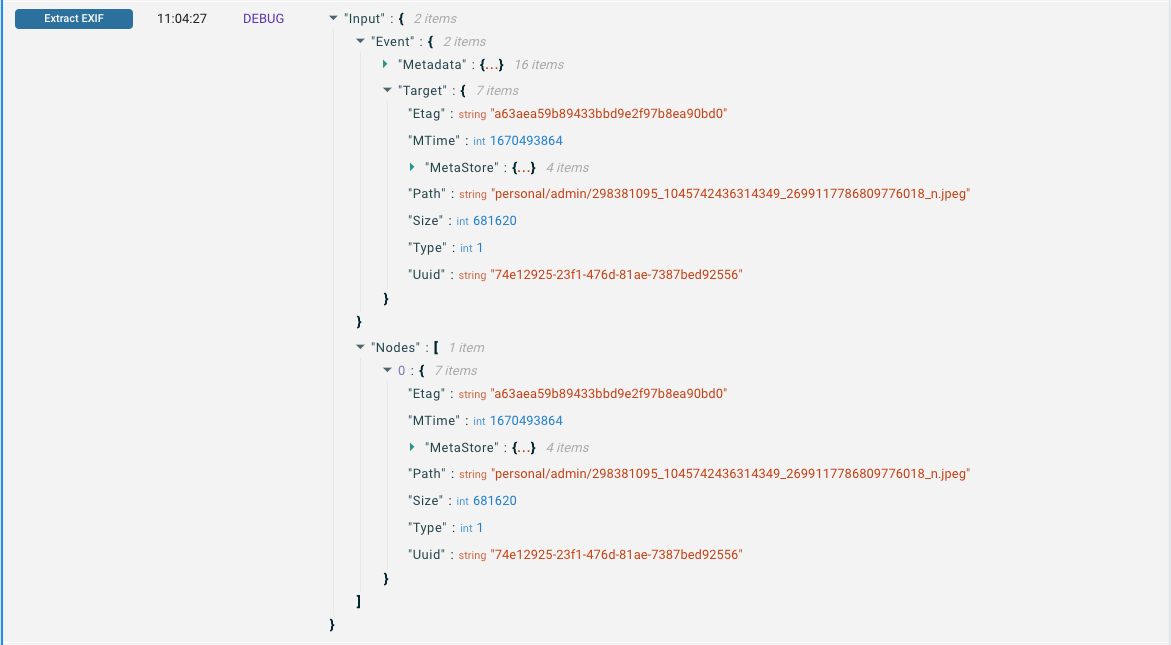 Extract EXIF 11:04:27 DEBUG "Input" : { 2 items
"Event" : { 2 items
"Metadata" : {...} 16 items
"Target" : { 7 items
"Etag" : string "a63aea59b89433bbd9e2f97b8ea90bd0"
"MTime" : int 1670493864
"MetaStore" : {...} 4 items
"Path" : string "personal/admin/298381095_1045742436314349_2699117786809776018_n.jpeg"
"Size" : int 681620
"Type" : int 1
"Uuid" : string "74e12925-23f1-476d-81ae-7387bed92556"
}
}
"Nodes" : [ 1 item
0 : { 7 items
"Etag" : string "a63aea59b89433bbd9e2f97b8ea90bd0"
"MTime" : int 1670493864
"MetaStore" : {...} 4 items
"Path" : string "personal/admin/298381095_1045742436314349_2699117786809776018_n.jpeg"
"Size" : int 681620
"Type" : int 1
"Uuid" : string "74e12925-23f1-476d-81ae-7387bed92556"
}
]
}